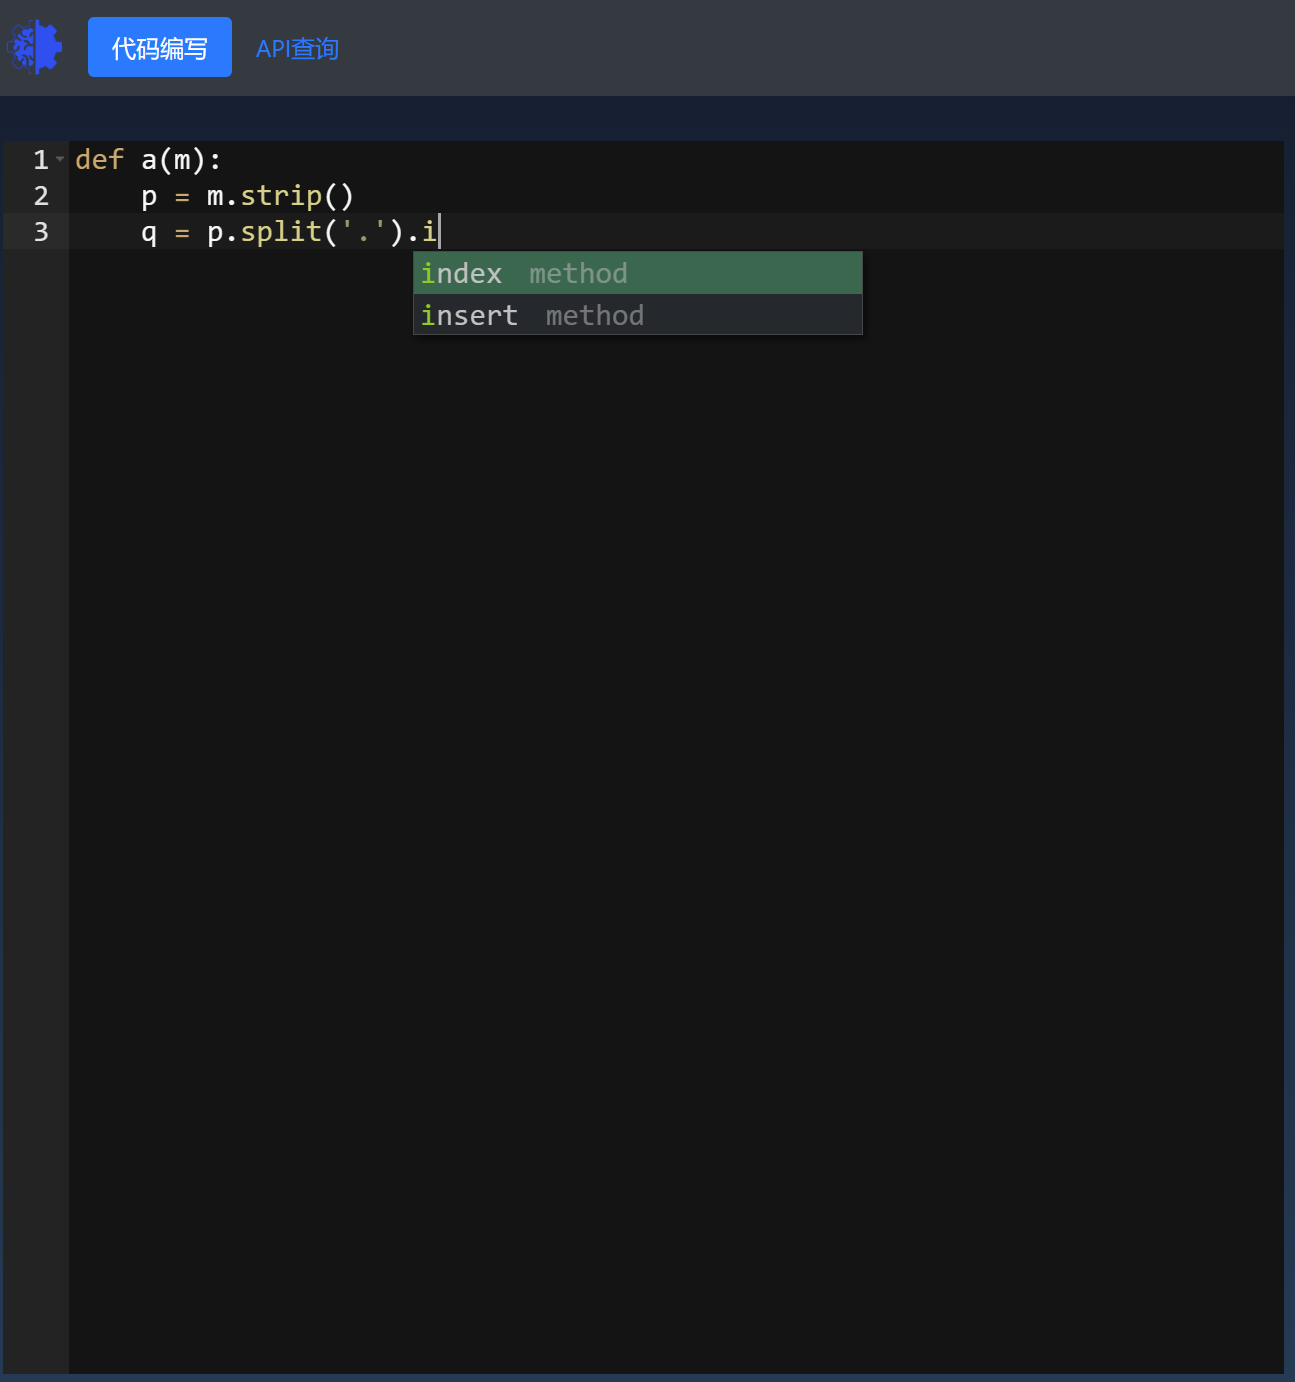 代码编写 API查询
1 def a(m):
2     p = m.strip()
3     q = p.split('.').i
index method
insert method